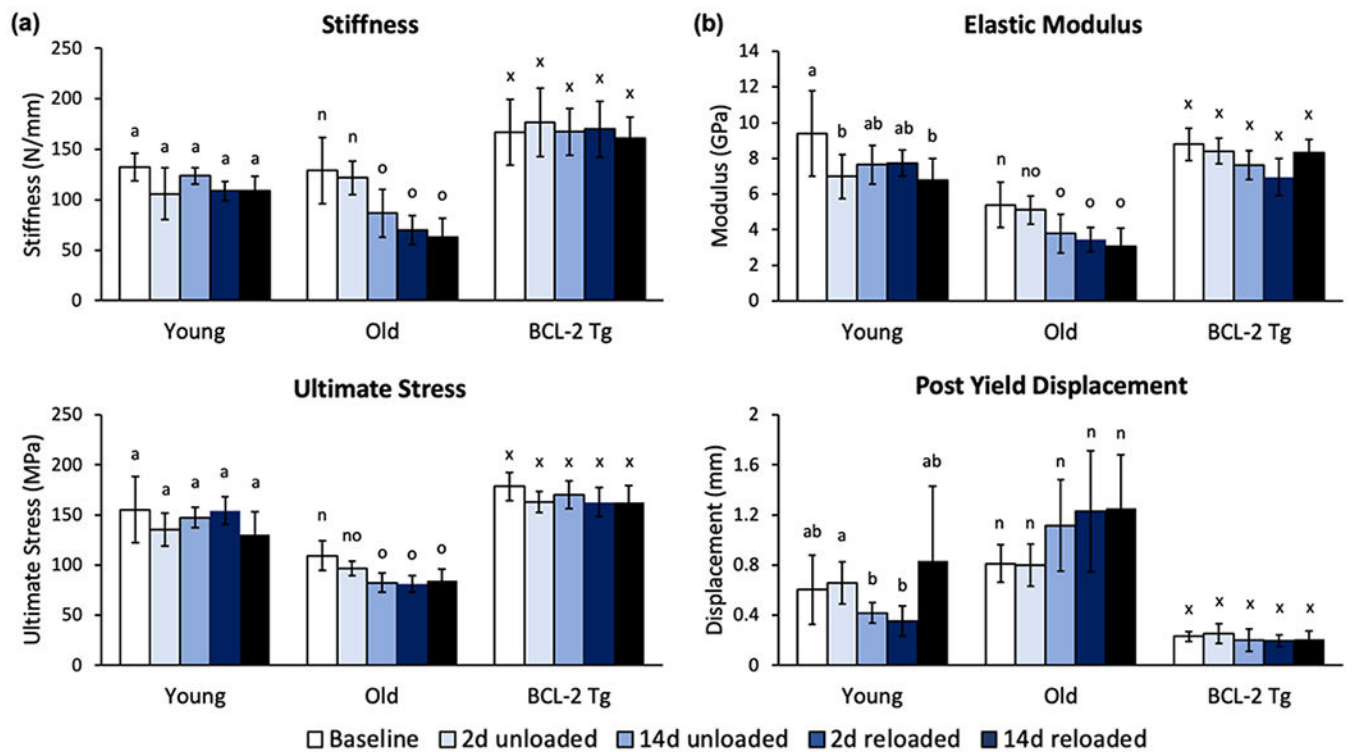 (a)
Stiffness
Stiffness (N/mm)
250
200
150
100
50
0
a a a a a
n n o o o
x x x x x
Young Old BCL-2 Tg
(b)
Elastic Modulus
Modulus (GPa)
14
12
10
8
6
4
2
0
a b ab ab b
n no o o o
x x x x x
Young Old BCL-2 Tg
Ultimate Stress
Ultimate Stress (MPa)
250
200
150
100
50
0
a a a a a
n no o o o
x x x x x
Young Old BCL-2 Tg
Post Yield Displacement
Displacement (mm)
2
1.6
1.2
0.8
0.4
0
ab a b b ab
n n n n n
x x x x x
Young Old BCL-2 Tg
Baseline 2d unloaded 14d unloaded 2d reloaded 14d reloaded